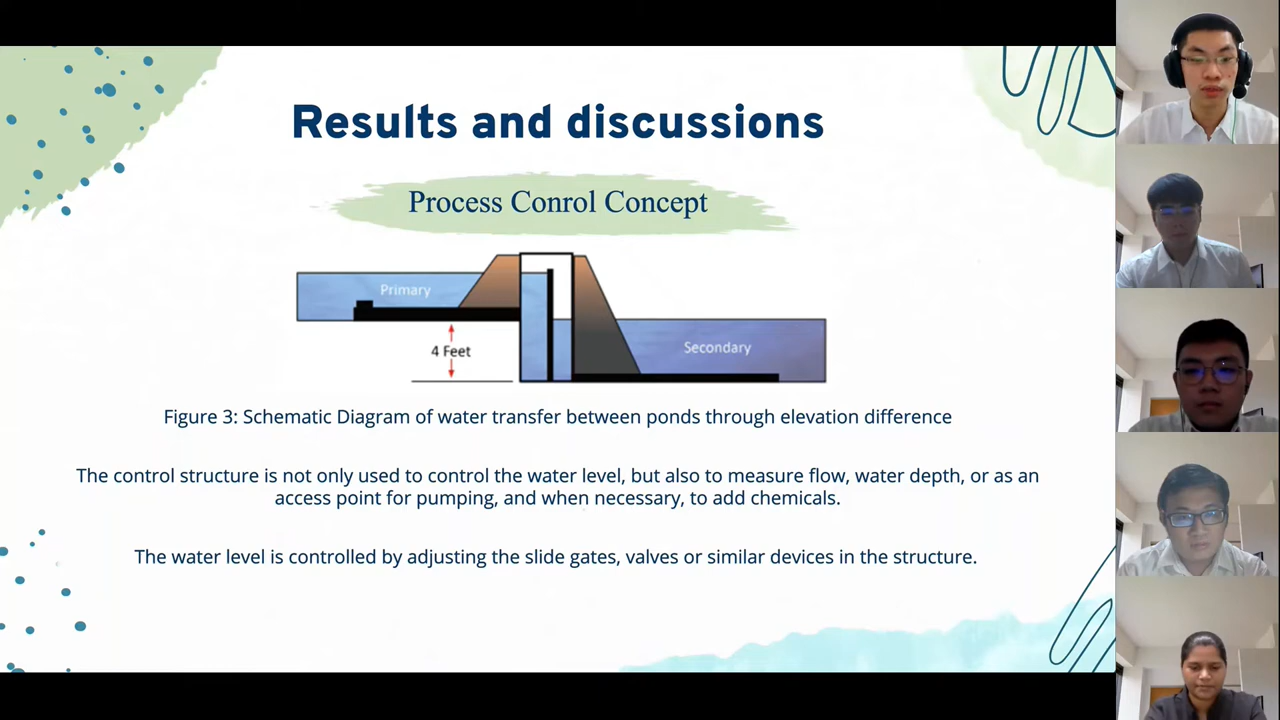 Results and discussions
Process Conrol Concept
Primary
4 Feet
Secondary
Figure 3: Schematic Diagram of water transfer between ponds through elevation difference
The control structure is not only used to control the water level, but also to measure flow, water depth, or as an
access point for pumping, and when necessary, to add chemicals.
The water level is controlled by adjusting the slide gates, valves or similar devices in the structure.